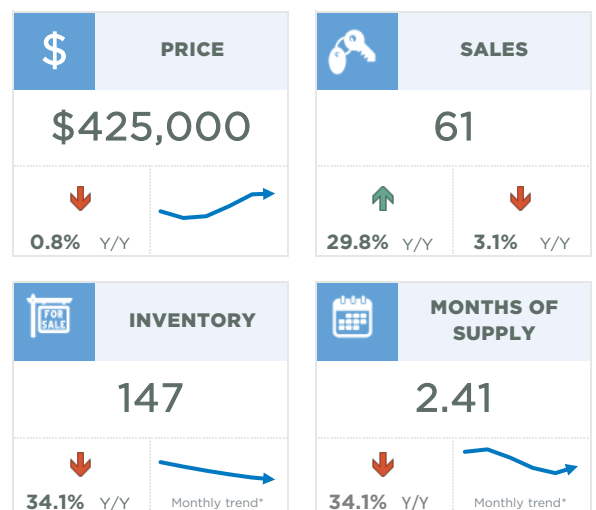 $
PRICE
$425,000
0.8% Y/Y
SALES
61
29.8% Y/Y
3.1% Y/Y
FOR
SALE
INVENTORY
147
34.1% Y/Y
Monthly trend*
MONTHS OF
SUPPLY
2.41
34.1% Y/Y
Monthly trend*